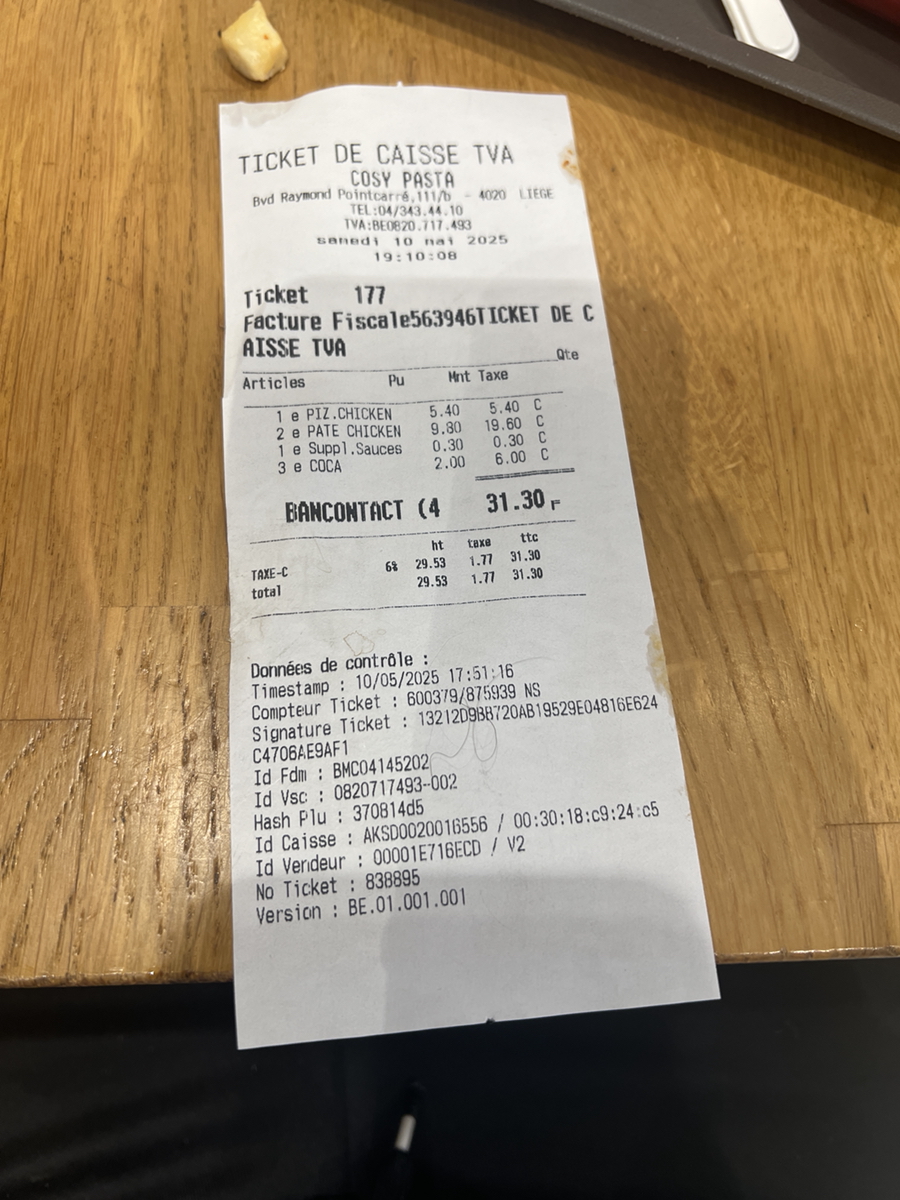 TICKET DE CAISSE TVA
COSY PASTA
Bvd Raymond Pointcarré,111/b - 4020 LIEGE
TEL:04/343.44.10
TVA:BE0820.717.493
samedi 10 mai 2025
19:10:08
Ticket 177
Facture Fiscale563946TICKET DE C
AISSE TVA
Qte
Articles Pu Mnt Taxe
1 e PIZ.CHICKEN 5.40 5.40 C
2 e PATE CHICKEN 9.80 19.60 C
1 e Suppl.Sauces 0.30 0.30 C
3 e COCA 2.00 6.00 C
BANCONTACT (4 31.30
ht taxe ttc
TAXE-C 6% 29.53 1.77 31.30
total 29.53 1.77 31.30
Données de contrôle :
Timestamp : 10/05/2025 17:51:16
Compteur Ticket : 600379/875939 NS
Signature Ticket : 13212D9B8720AB19529E04816E624
C4706AE9AF1
Id Fdm : BMC04145202
Id Vsc : 0820717493-002
Hash Plu : 370814d5
Id Caisse : AKSD0020016556 / 00:30:18:c9:24:c5
Id Vendeur : 00001E716ECD / V2
No Ticket : 838895
Version : BE.01.001.001